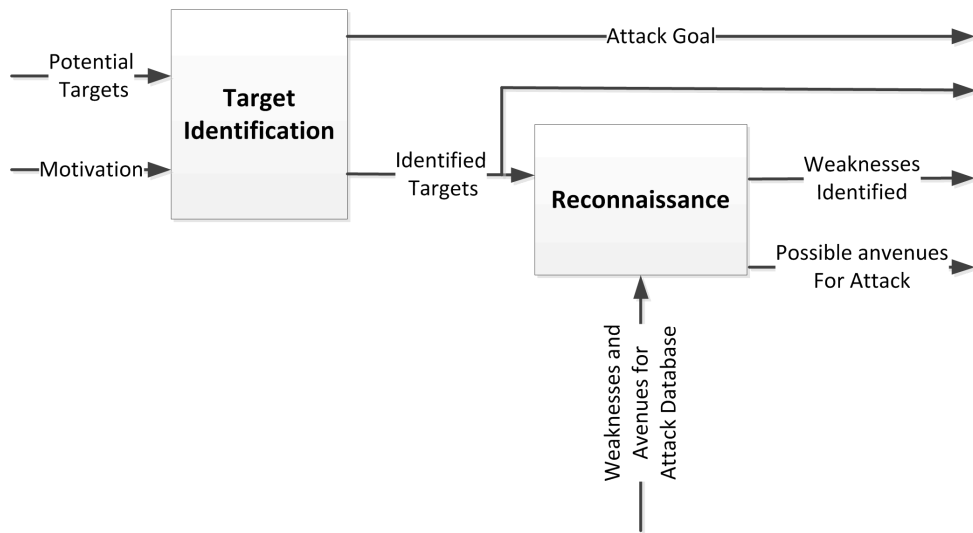 Attack Goal
Potential
Targets
Target
Identification
Motivation
Identified
Targets
Weaknesses
Identified
Reconnaissance
Possible anvenues
For Attack
Weaknesses and
Avenues for
Attack Database